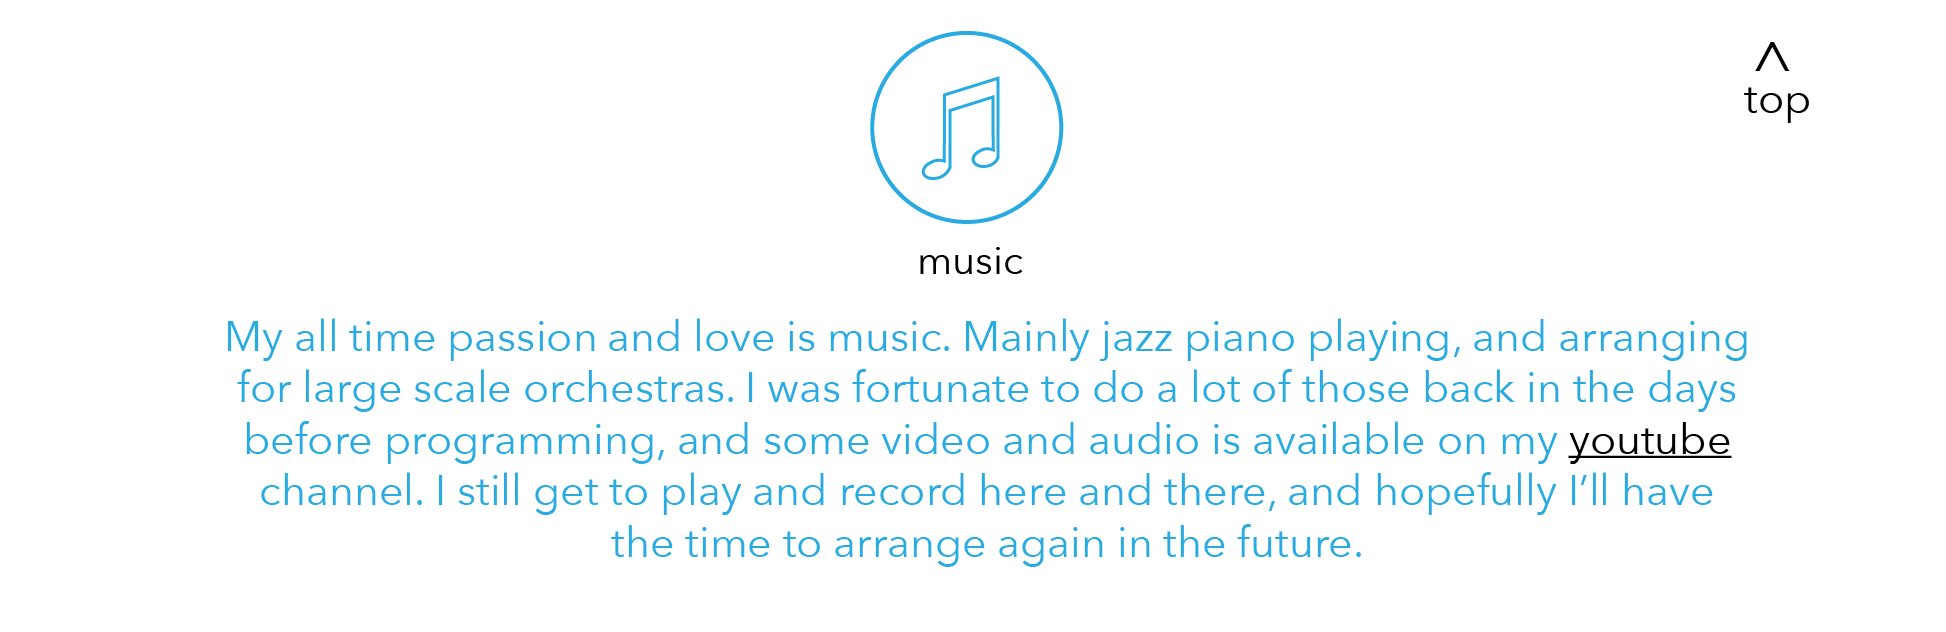 ^
top
music
My all time passion and love is music. Mainly jazz piano playing, and arranging
for large scale orchestras. I was fortunate to do a lot of those back in the days
before programming, and some video and audio is available on my youtube
channel. I still get to play and record here and there, and hopefully I’ll have
the time to arrange again in the future.